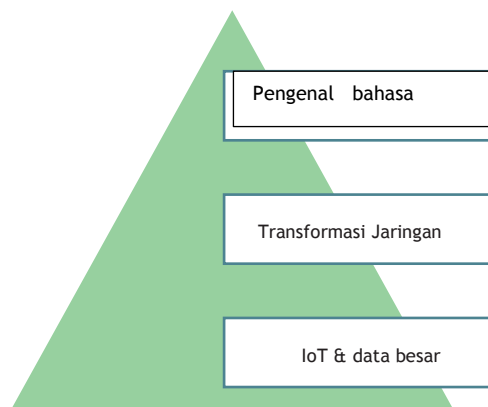 Pengenal bahasa
Transformasi Jaringan
IoT & data besar